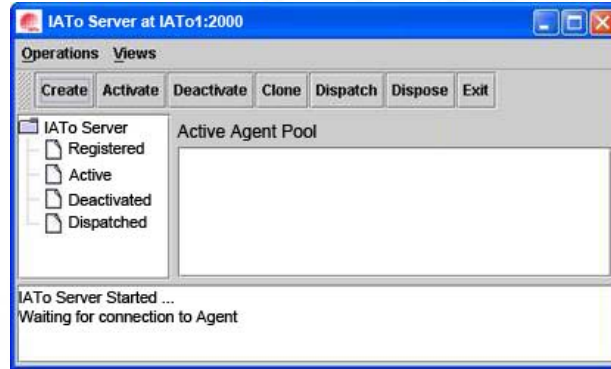 IATo Server at IATo1:2000
Operations Views
Create Activate Deactivate Clone Dispatch Dispose Exit
IATo Server
Registered
Active
Deactivated
Dispatched
Active Agent Pool
IATo Server Started ...
Waiting for connection to Agent